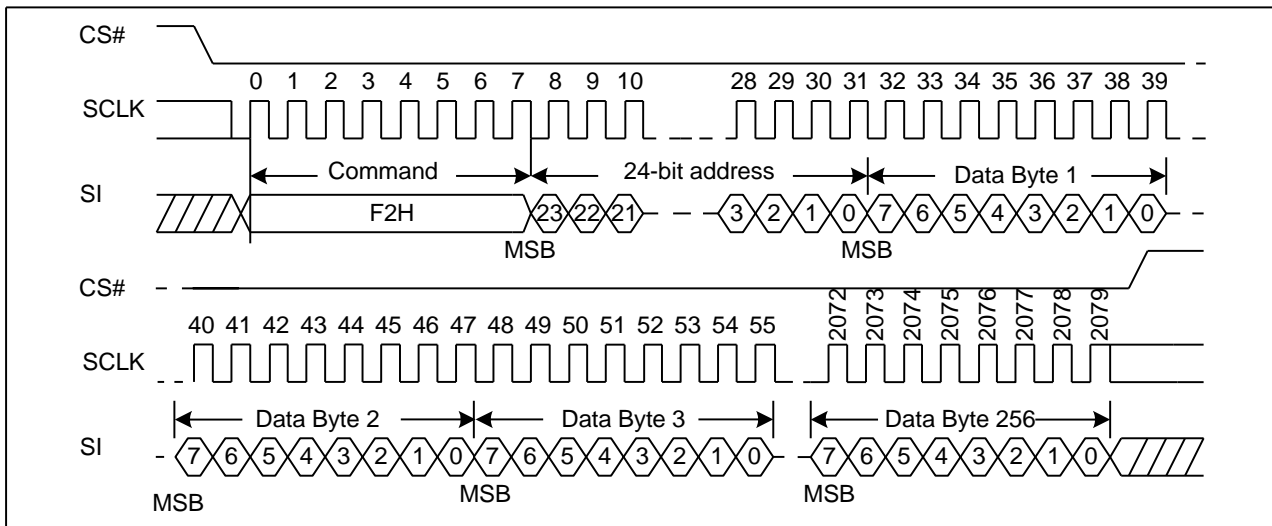 CS#
0 1 2 3 4 5 6 7 8 9 10 28 29 30 31 32 33 34 35 36 37 38 39
SCLK
Command 24-bit address Data Byte 1
SI
F2H 23 22 21 3 2 1 0 7 6 5 4 3 2 1 0
MSB MSB
CS#
40 41 42 43 44 45 46 47 48 49 50 51 52 53 54 55 2072 2073 2074 2075 2076 2077 2078 2079
SCLK
Data Byte 2 Data Byte 3 Data Byte 256
SI
7 6 5 4 3 2 1 0 7 6 5 4 3 2 1 0 7 6 5 4 3 2 1 0
MSB MSB MSB